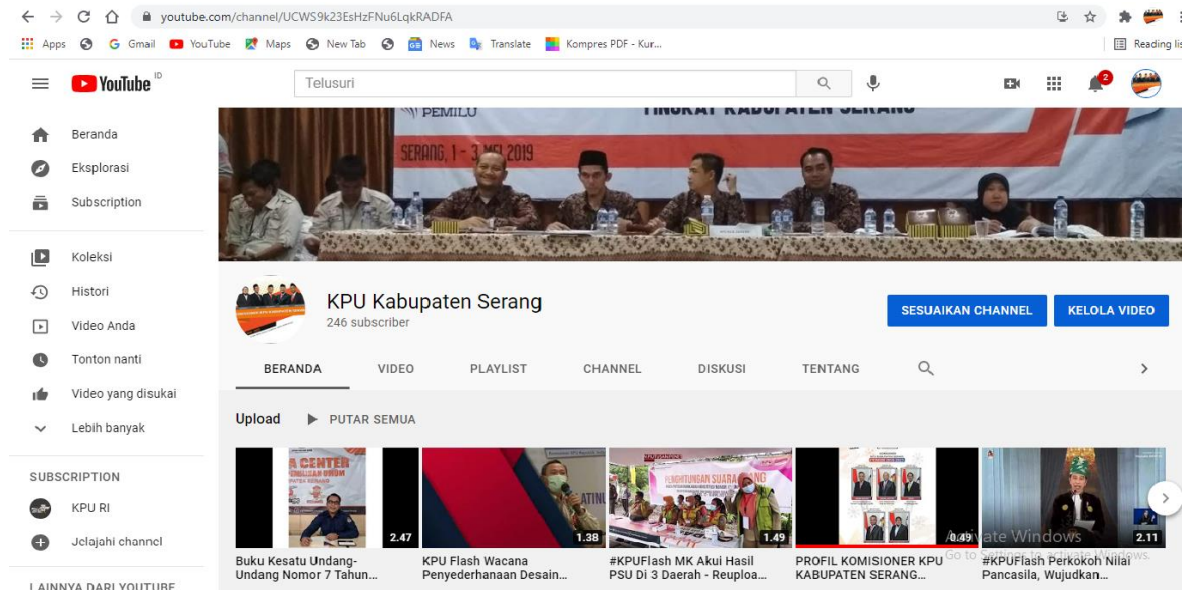 youtube.com/channel/UCWS9k23EsHzFNu6LqkRADFA
Apps Gmail YouTube Maps New Tab News Translate Kompres PDF - Kur...
Reading lis
YouTube ID
Telusuri
2
Beranda
Eksplorasi
Subscription
Koleksi
Histori
Video Anda
Tonton nanti
Video yang disukai
Lebih banyak
SUBSCRIPTION
KPU RI
Jelajahi channel
LAINNYA DARI YOUTUBE
PEMILU
TINGKAT KABUPATEN SERANG
SERANG, 1 - 3 MEI 2019
KPU Kabupaten Serang
246 subscriber
SESUAIKAN CHANNEL
KELOLA VIDEO
BERANDA VIDEO PLAYLIST CHANNEL DISKUSI TENTANG
Upload PUTAR SEMUA
A CENTER
PENGHITUNGAN SUARA
2.47
1.38
1.49
0:49
2.11
Buku Kesatu Undang-
Undang Nomor 7 Tahun...
KPU Flash Wacana
Penyederhanaan Desain...
#KPUFlash MK Akui Hasil
PSU Di 3 Daerah - Reuploa...
PROFIL KOMISIONER KPU
KABUPATEN SERANG...
#KPUFlash Perkokoh Nilai
Pancasila, Wujudkan...
Activate Windows
Go to Settings to activate Windows.